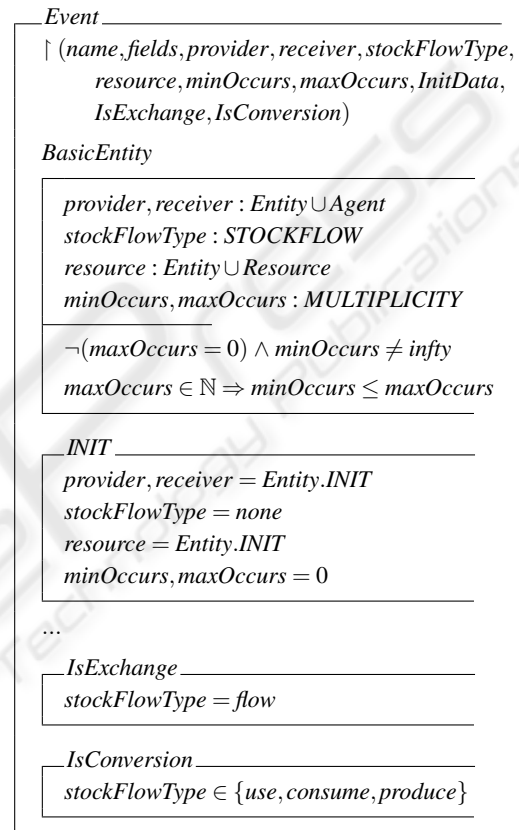 Event
↾ (name, fields, provider, receiver, stockFlowType,
resource, minOccurs, maxOccurs, InitData,
IsExchange, IsConversion)
BasicEntity
provider, receiver : Entity ∪ Agent
stockFlowType : STOCKFLOW
resource : Entity ∪ Resource
minOccurs, maxOccurs : MULTIPLICITY
¬(maxOccurs = 0) ∧ minOccurs ≠ infty
maxOccurs ∈ ℕ ⇒ minOccurs ≤ maxOccurs
INIT
provider, receiver = Entity.INIT
stockFlowType = none
resource = Entity.INIT
minOccurs, maxOccurs = 0
...
IsExchange
stockFlowType = flow
IsConversion
stockFlowType ∈ {use, consume, produce}